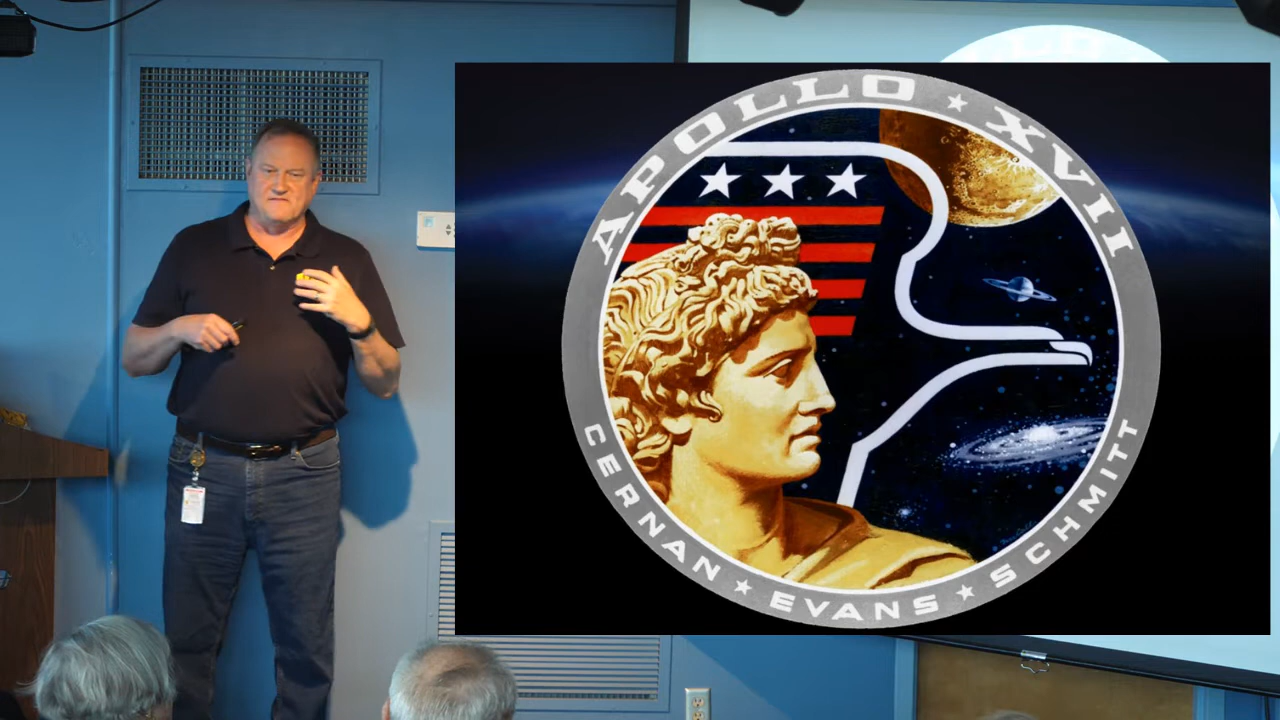 APOLLO ★ XVII
CERNAN ★ EVANS ★ SCHMITT